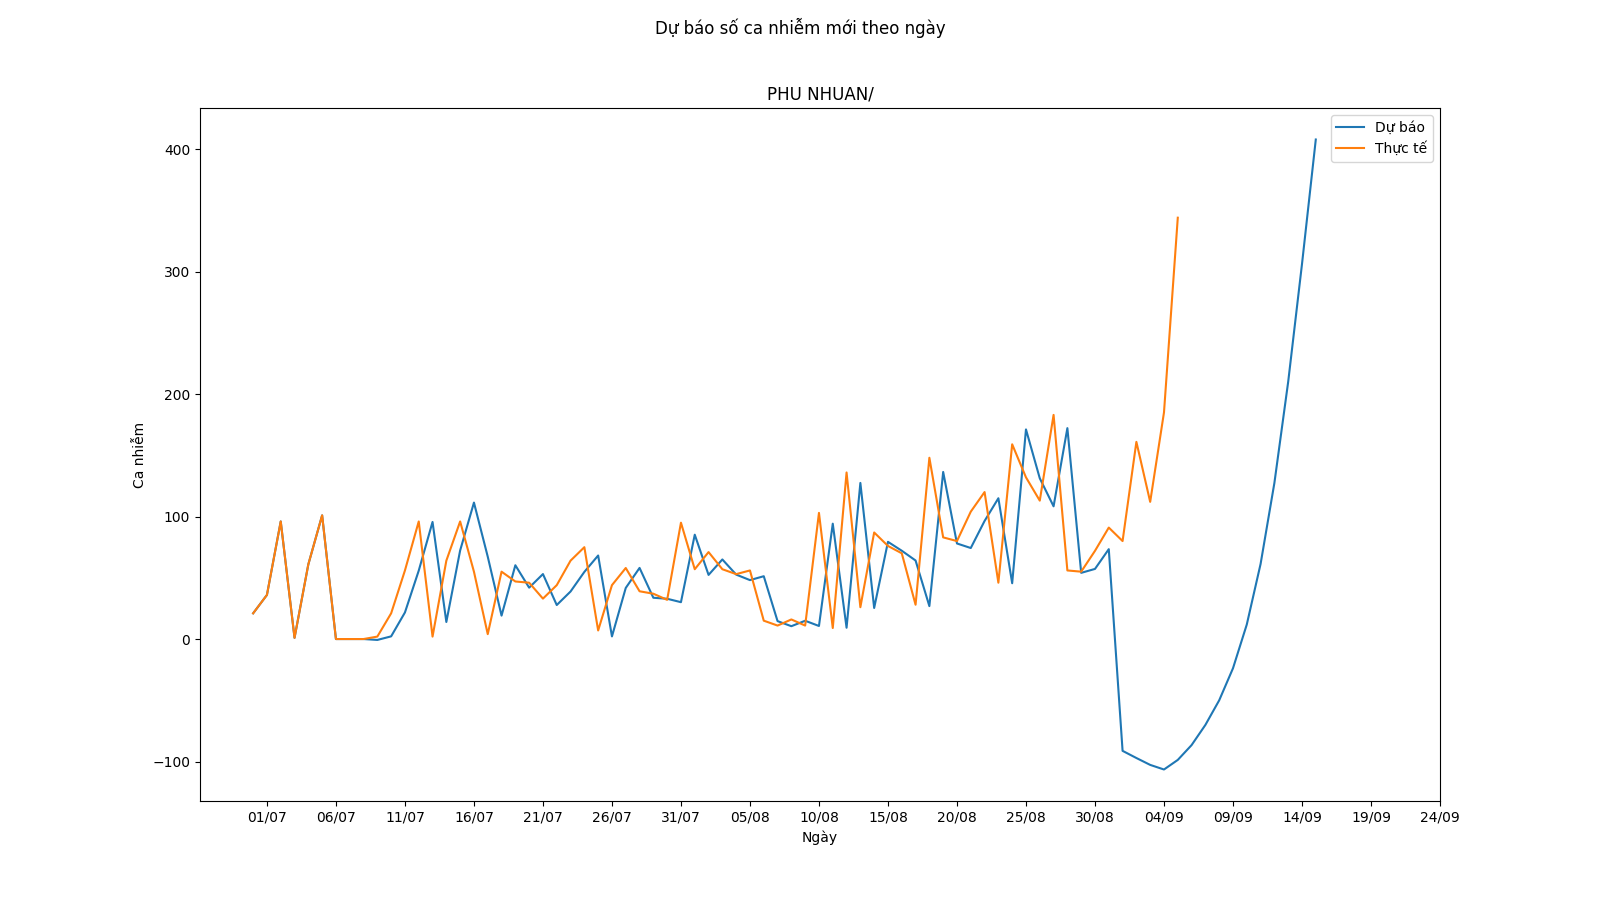 Dự báo số ca nhiễm mới theo ngày
PHU NHUAN/
Dự báo
Thực tế
400
300
200
100
0
−100
Ca nhiễm
01/07 06/07 11/07 16/07 21/07 26/07 31/07 05/08 10/08 15/08 20/08 25/08 30/08 04/09 09/09 14/09 19/09 24/09
Ngày